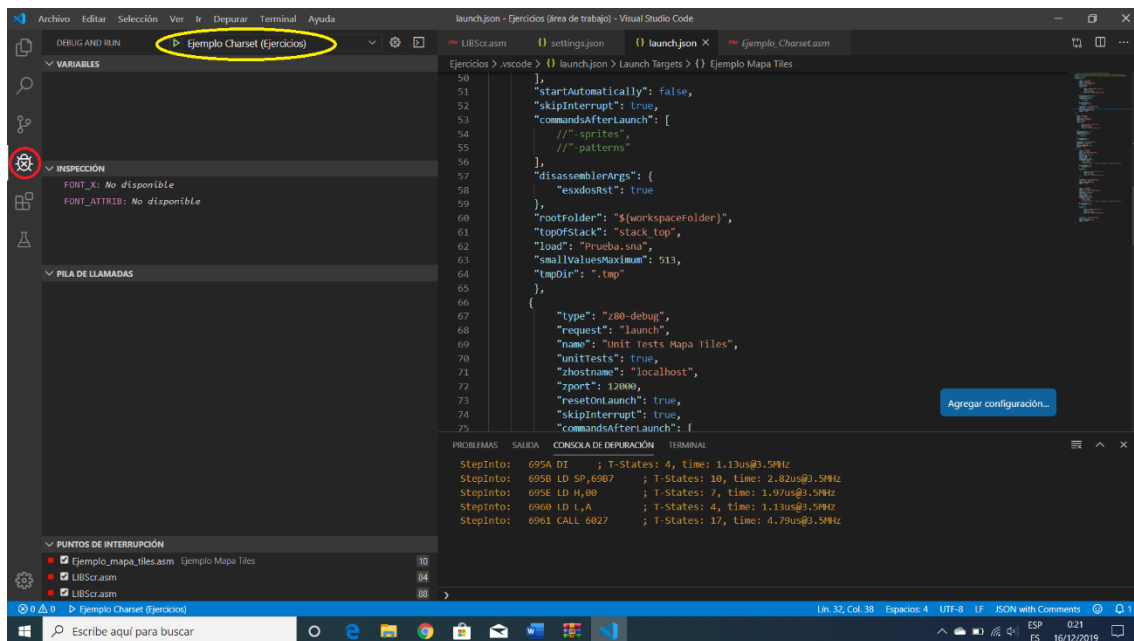 Archivo Editar Selección Ver Ir Depurar Terminal Ayuda
launch.json - Ejercicios (área de trabajo) - Visual Studio Code
DEBUG AND RUN
Ejemplo Charset (Ejercicios)
LIBScr.asm
settings.json
launch.json
Ejemplo_Charset.asm
Ejercicios > .vscode > {} launch.json > Launch Targets > {} Ejemplo Mapa Tiles
VARIABLES
INSPECCIÓN
FONT_X: No disponible
FONT_ATTRIB: No disponible
PILA DE LLAMADAS
PUNTOS DE INTERRUPCIÓN
Ejemplo_mapa_tiles.asm Ejemplo Mapa Tiles 10
LIBScr.asm 84
LIBScr.asm 88
50 ],
51 "startAutomatically": false,
52 "skipInterrupt": true,
53 "commandsAfterLaunch": [
54 //"-sprites",
55 //"-patterns"
56 ],
57 "disassemblerArgs": {
58 "esxdosRst": true
59 },
60 "rootFolder": "${workspaceFolder}",
61 "topOfStack": "stack_top",
62 "load": "Prueba.sna",
63 "smallValuesMaximum": 513,
64 "tmpDir": ".tmp"
65 },
66 {
67 "type": "z80-debug",
68 "request": "launch",
69 "name": "Unit Tests Mapa Tiles",
70 "unitTests": true,
71 "zhostname": "localhost",
72 "zport": 12000,
73 "resetOnLaunch": true,
74 "skipInterrupt": true,
75 "commandsAfterLaunch": [
Agregar configuración...
PROBLEMAS SALIDA CONSOLA DE DEPURACIÓN TERMINAL
StepInto: 695A DI ; T-States: 4, time: 1.13us@3.5MHz
StepInto: 695B LD SP,69B7 ; T-States: 10, time: 2.82us@3.5MHz
StepInto: 695E LD H,00 ; T-States: 7, time: 1.97us@3.5MHz
StepInto: 6960 LD L,A ; T-States: 4, time: 1.13us@3.5MHz
StepInto: 6961 CALL 6027 ; T-States: 17, time: 4.79us@3.5MHz
0 0 Ejemplo Charset (Ejercicios)
Lín. 32, Col. 38 Espacios: 4 UTF-8 LF JSON with Comments 1
Escribe aquí para buscar
ESP
ES
0:21
16/12/2019